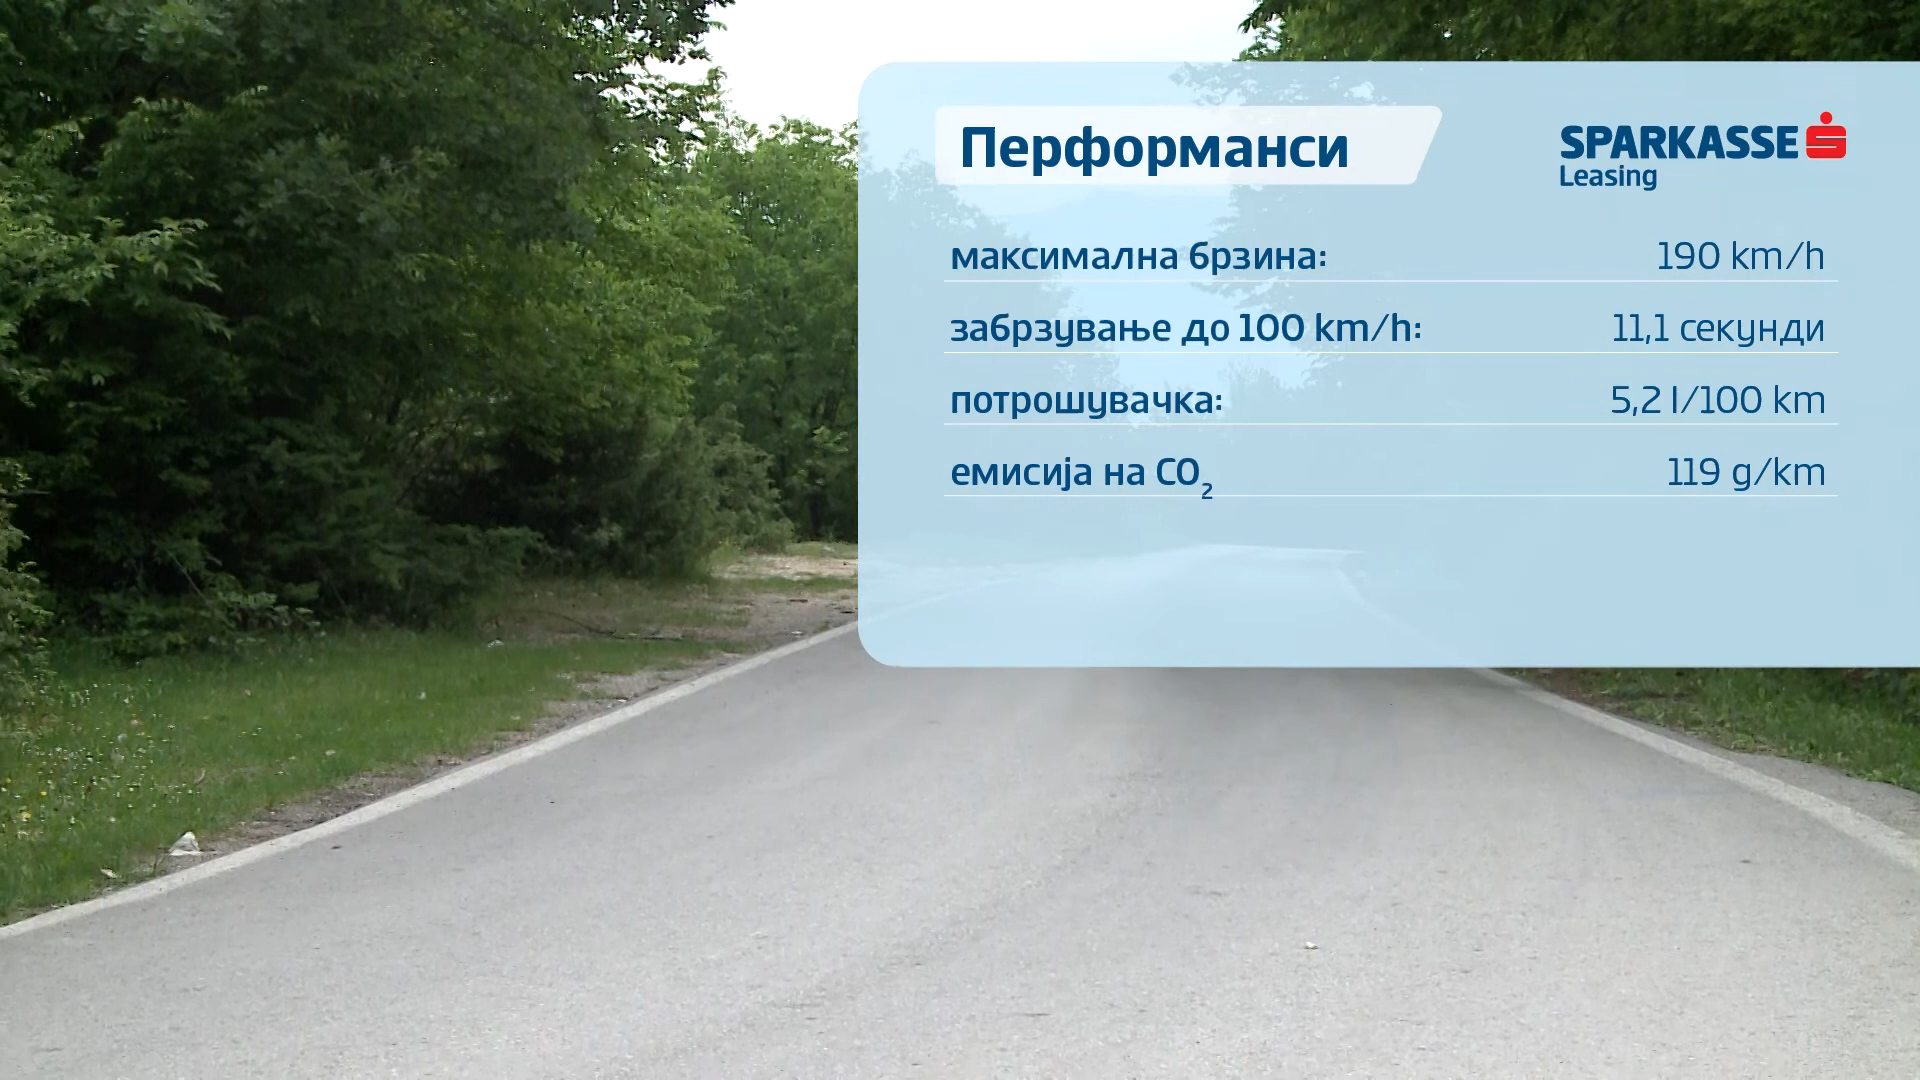 Перформанси
SPARKASSE
Leasing
максимална брзина: 190 km/h
забрзување до 100 km/h: 11,1 секунди
потрошувачка: 5,2 l/100 km
емисија на CO₂ 119 g/km